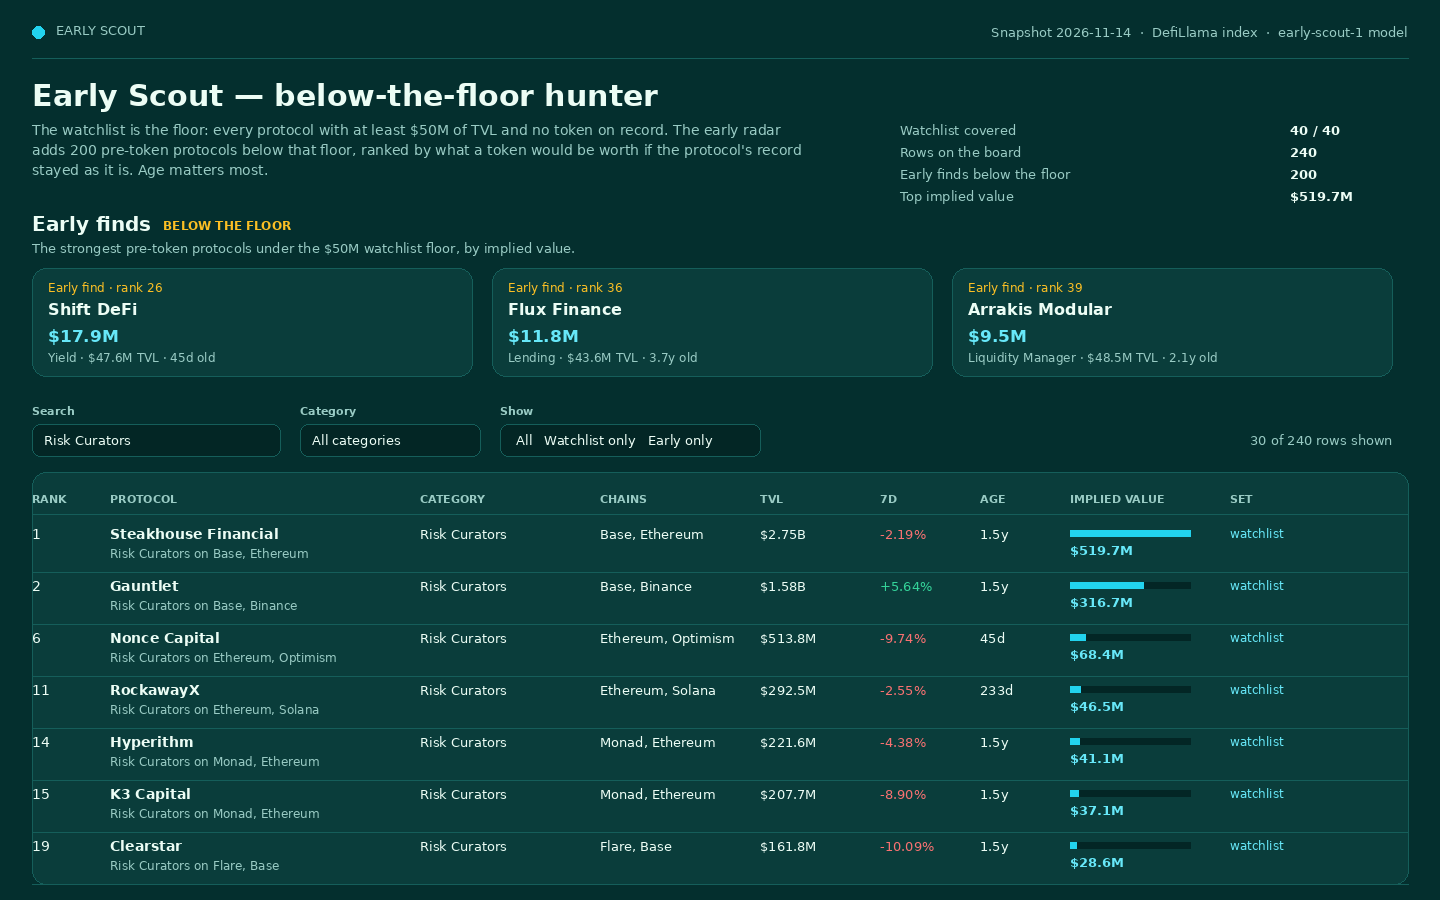 EARLY SCOUT
Snapshot 2026-11-14 · DefiLlama index · early-scout-1 model
Early Scout — below-the-floor hunter
The watchlist is the floor: every protocol with at least $50M of TVL and no token on record. The early radar
adds 200 pre-token protocols below that floor, ranked by what a token would be worth if the protocol's record
stayed as it is. Age matters most.
Watchlist covered 40 / 40
Rows on the board 240
Early finds below the floor 200
Top implied value $519.7M
Early finds BELOW THE FLOOR
The strongest pre-token protocols under the $50M watchlist floor, by implied value.
Early find · rank 26
Shift DeFi
$17.9M
Yield · $47.6M TVL · 45d old
Early find · rank 36
Flux Finance
$11.8M
Lending · $43.6M TVL · 3.7y old
Early find · rank 39
Arrakis Modular
$9.5M
Liquidity Manager · $48.5M TVL · 2.1y old
Search Category Show
Risk Curators All categories All Watchlist only Early only 30 of 240 rows shown
RANK PROTOCOL CATEGORY CHAINS TVL 7D AGE IMPLIED VALUE SET
1 Steakhouse Financial Risk Curators Base, Ethereum $2.75B -2.19% 1.5y watchlist
Risk Curators on Base, Ethereum $519.7M
2 Gauntlet Risk Curators Base, Binance $1.58B +5.64% 1.5y watchlist
Risk Curators on Base, Binance $316.7M
6 Nonce Capital Risk Curators Ethereum, Optimism $513.8M -9.74% 45d watchlist
Risk Curators on Ethereum, Optimism $68.4M
11 RockawayX Risk Curators Ethereum, Solana $292.5M -2.55% 233d watchlist
Risk Curators on Ethereum, Solana $46.5M
14 Hyperithm Risk Curators Monad, Ethereum $221.6M -4.38% 1.5y watchlist
Risk Curators on Monad, Ethereum $41.1M
15 K3 Capital Risk Curators Monad, Ethereum $207.7M -8.90% 1.5y watchlist
Risk Curators on Monad, Ethereum $37.1M
19 Clearstar Risk Curators Flare, Base $161.8M -10.09% 1.5y watchlist
Risk Curators on Flare, Base $28.6M